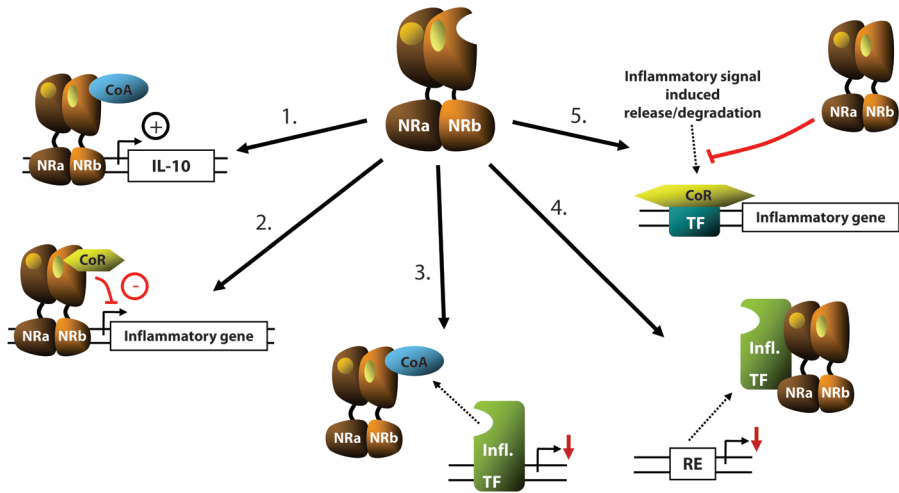 NRa
NRb
1.
2.
3.
4.
5.
CoA
+
NRa
NRb
IL-10
CoR
-
NRa
NRb
Inflammatory gene
CoA
NRa
NRb
Infl.
TF
Infl.
TF
NRa
NRb
RE
Inflammatory signal
induced
release/degradation
NRa
NRb
CoR
TF
Inflammatory gene